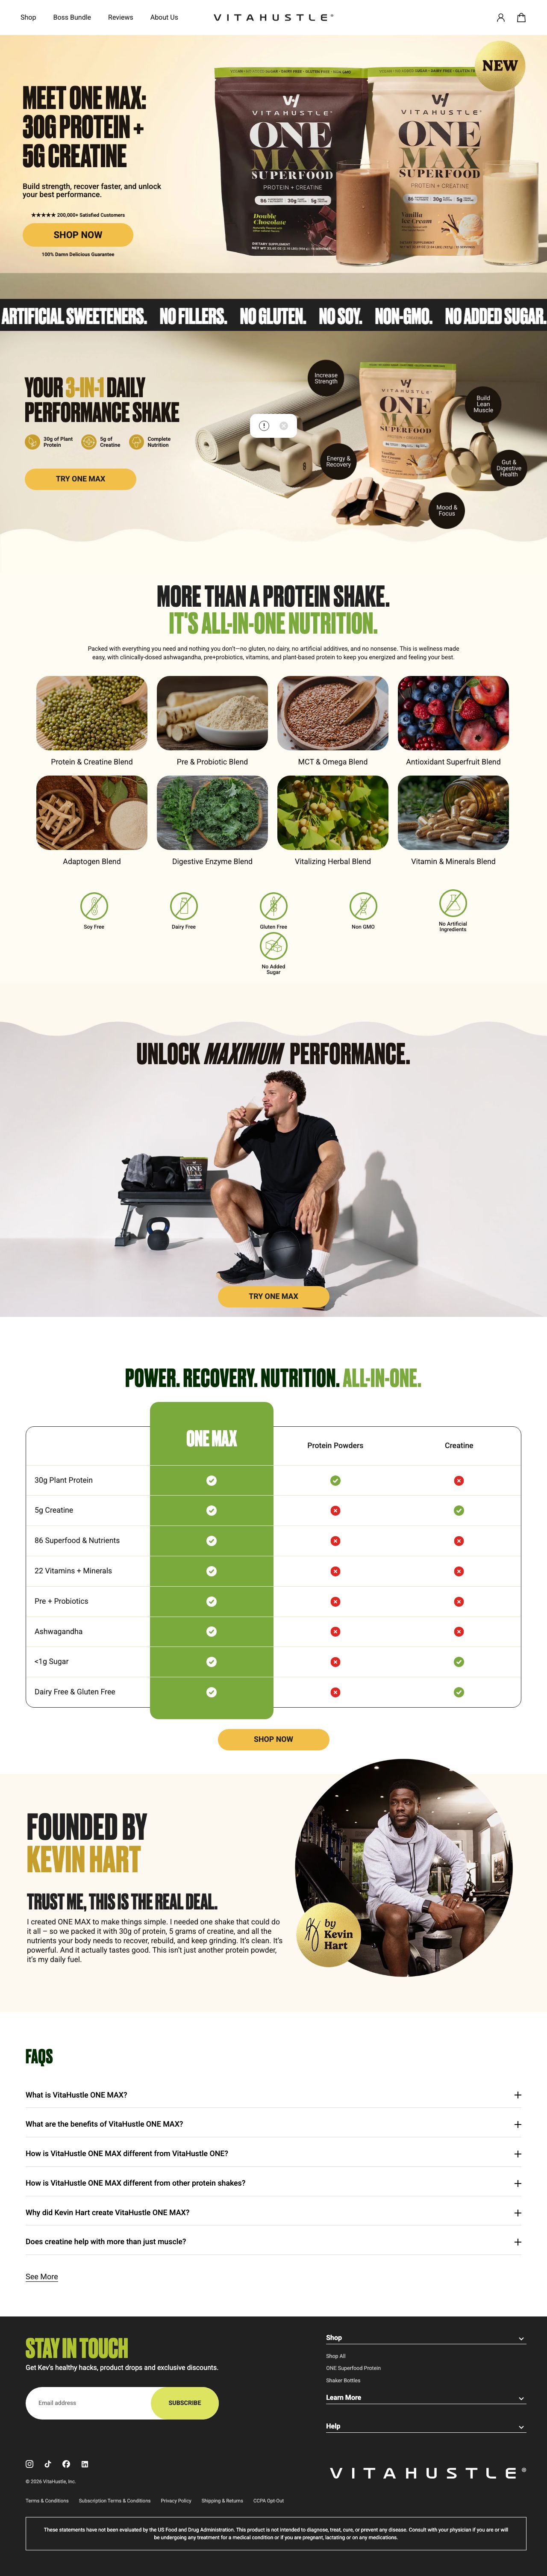 Shop
Boss Bundle
Reviews
About Us
VITAHUSTLE®
MEET ONE MAX:
30G PROTEIN +
5G CREATINE
Build strength, recover faster, and unlock
your best performance.
★★★★★ 200,000+ Satisfied Customers
SHOP NOW
100% Damn Delicious Guarantee
NEW
VITAHUSTLE
ONE
MAX
SUPERFOOD
PROTEIN + CREATINE
86
30g
5g
Double
Chocolate
VITAHUSTLE
ONE
MAX
SUPERFOOD
PROTEIN + CREATINE
86
30g
5g
Vanilla
Ice Cream
ARTIFICIAL SWEETENERS. NO FILLERS. NO GLUTEN. NO SOY. NON-GMO. NO ADDED SUGAR.
YOUR 3-IN-1 DAILY
PERFORMANCE SHAKE
30g of Plant
Protein
5g of
Creatine
Complete
Nutrition
TRY ONE MAX
Increase
Strength
Build
Lean
Muscle
Energy &
Recovery
Gut &
Digestive
Health
Mood &
Focus
VITAHUSTLE
ONE
MAX
SUPERFOOD
MORE THAN A PROTEIN SHAKE.
IT'S ALL-IN-ONE NUTRITION.
Packed with everything you need and nothing you don't—no gluten, no dairy, no artificial additives, and no nonsense. This is wellness made
easy, with clinically-dosed ashwagandha, pre+probiotics, vitamins, and plant-based protein to keep you energized and feeling your best.
Protein & Creatine Blend
Pre & Probiotic Blend
MCT & Omega Blend
Antioxidant Superfruit Blend
Adaptogen Blend
Digestive Enzyme Blend
Vitalizing Herbal Blend
Vitamin & Minerals Blend
Soy Free
Dairy Free
Gluten Free
Non GMO
No Artificial
Ingredients
No Added
Sugar
UNLOCK MAXIMUM PERFORMANCE.
ONE
TRY ONE MAX
POWER. RECOVERY. NUTRITION. ALL-IN-ONE.
ONE MAX
Protein Powders
Creatine
30g Plant Protein
5g Creatine
86 Superfood & Nutrients
22 Vitamins + Minerals
Pre + Probiotics
Ashwagandha
<1g Sugar
Dairy Free & Gluten Free
SHOP NOW
FOUNDED BY
KEVIN HART
TRUST ME, THIS IS THE REAL DEAL.
I created ONE MAX to make things simple. I needed one shake that could do
it all – so we packed it with 30g of protein, 5 grams of creatine, and all the
nutrients your body needs to recover, rebuild, and keep grinding. It's clean. It's
powerful. And it actually tastes good. This isn't just another protein powder,
it's my daily fuel.
by
Kevin
Hart
FAQS
What is VitaHustle ONE MAX?
What are the benefits of VitaHustle ONE MAX?
How is VitaHustle ONE MAX different from VitaHustle ONE?
How is VitaHustle ONE MAX different from other protein shakes?
Why did Kevin Hart create VitaHustle ONE MAX?
Does creatine help with more than just muscle?
See More
STAY IN TOUCH
Get Kev's healthy hacks, product drops and exclusive discounts.
Email address
SUBSCRIBE
Shop
Shop All
ONE Superfood Protein
Shaker Bottles
Learn More
Help
VITAHUSTLE®
© 2026 VitaHustle, Inc.
Terms & Conditions
Subscription Terms & Conditions
Privacy Policy
Shipping & Returns
CCPA Opt-Out
These statements have not been evaluated by the US Food and Drug Administration. This product is not intended to diagnose, treat, cure, or prevent any disease. Consult with your physician if you are or will
be undergoing any treatment for a medical condition or if you are pregnant, lactating or on any medications.